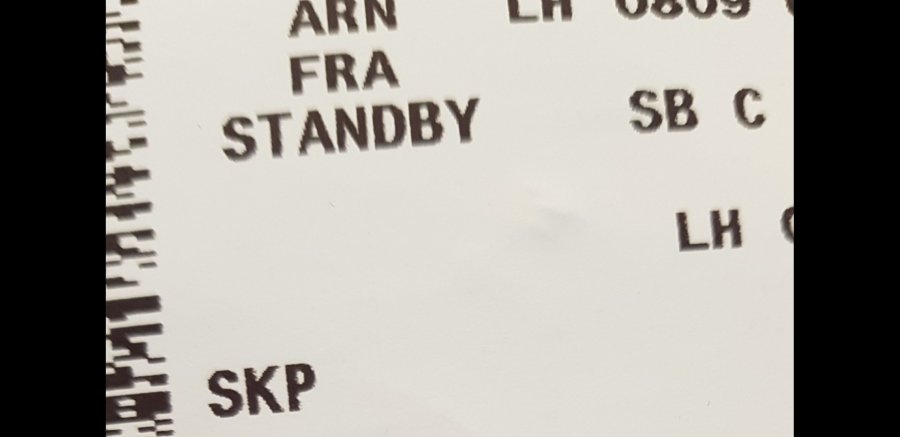 ARN LH 0809
FRA
STANDBY SB C
LH
SKP